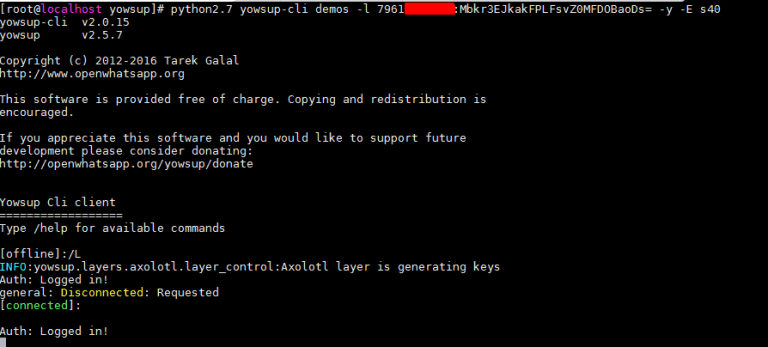 [root@localhost yowsup]# python2.7 yowsup-cli demos -l 7961 :Mbkr3EJkakFPLFsvZ0MFDOBaoDs= -y -E s40
yowsup-cli  v2.0.15
yowsup      v2.5.7
Copyright (c) 2012-2016 Tarek Galal
http://www.openwhatsapp.org
This software is provided free of charge. Copying and redistribution is
encouraged.
If you appreciate this software and you would like to support future
development please consider donating:
http://openwhatsapp.org/yowsup/donate
Yowsup Cli client
==================
Type /help for available commands
[offline]:/L
INFO:yowsup.layers.axolotl.layer_control:Axolotl layer is generating keys
Auth: Logged in!
general: Disconnected: Requested
[connected]:
Auth: Logged in!